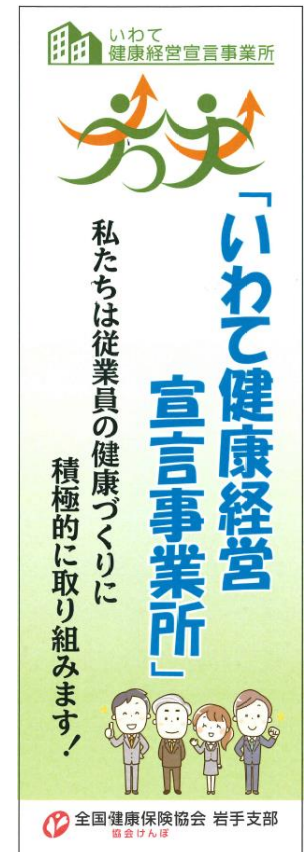 いわて
健康経営宣言事業所
「いわて健康経営
宣言事業所」
私たちは従業員の健康づくりに
積極的に取り組みます!
全国健康保険協会 岩手支部
協会けんぽ